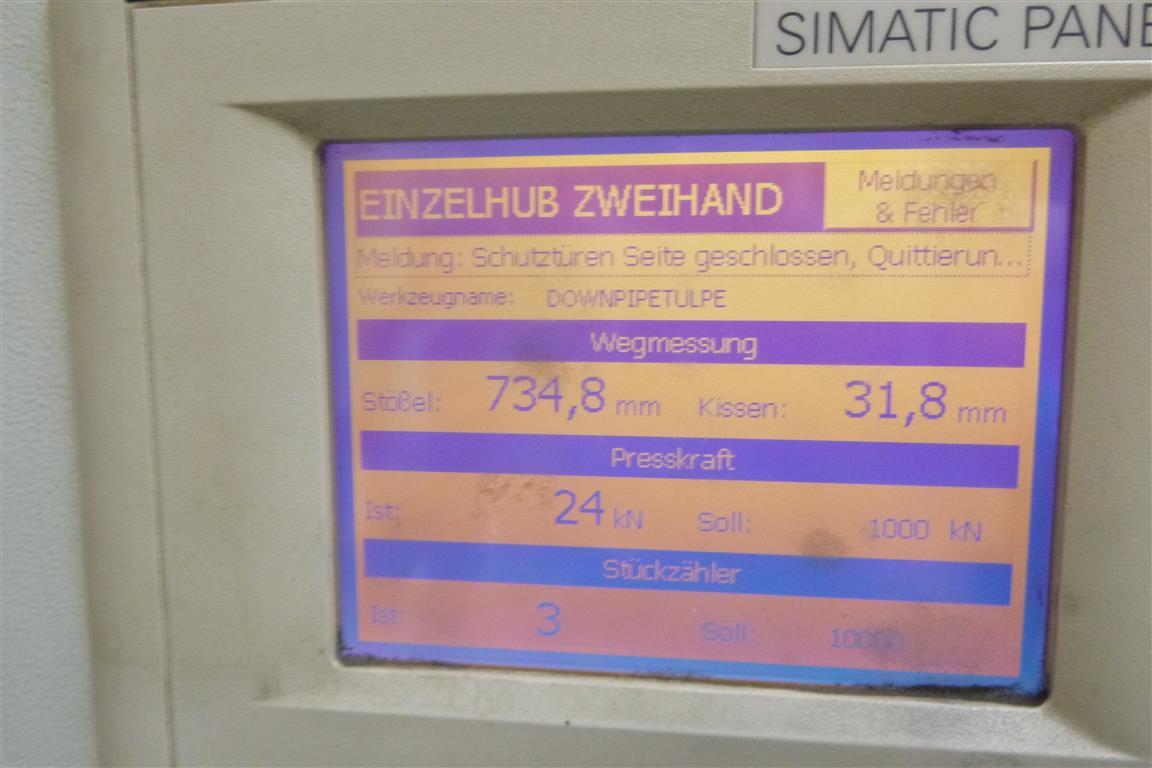 SIMATIC PANE
EINZELHUB ZWEIHAND
Meldungen
& Fehler
Meldung: Schutztüren Seite geschlossen, Quittierun...
Werkzeugname: DOWNPIPETULPE
Wegmessung
Stößel: 734,8 mm Kissen: 31,8 mm
Presskraft
Ist: 24 kN Soll: 1000 kN
Stückzähler
Ist: 3 Soll: 10000